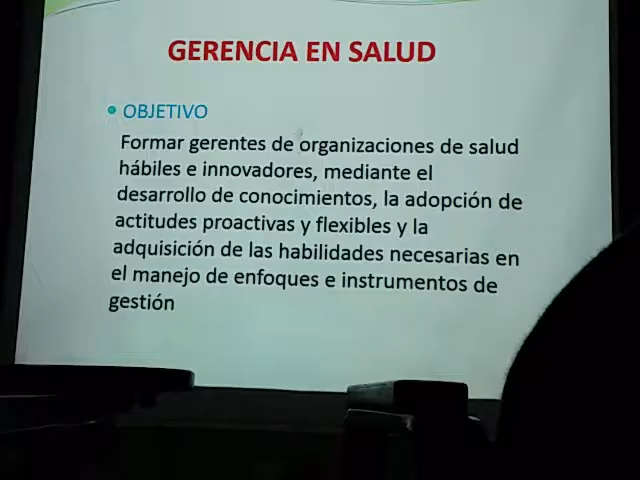 GERENCIA EN SALUD
• OBJETIVO
Formar gerentes de organizaciones de salud
hábiles e innovadores, mediante el
desarrollo de conocimientos, la adopción de
actitudes proactivas y flexibles y la
adquisición de las habilidades necesarias en
el manejo de enfoques e instrumentos de
gestión